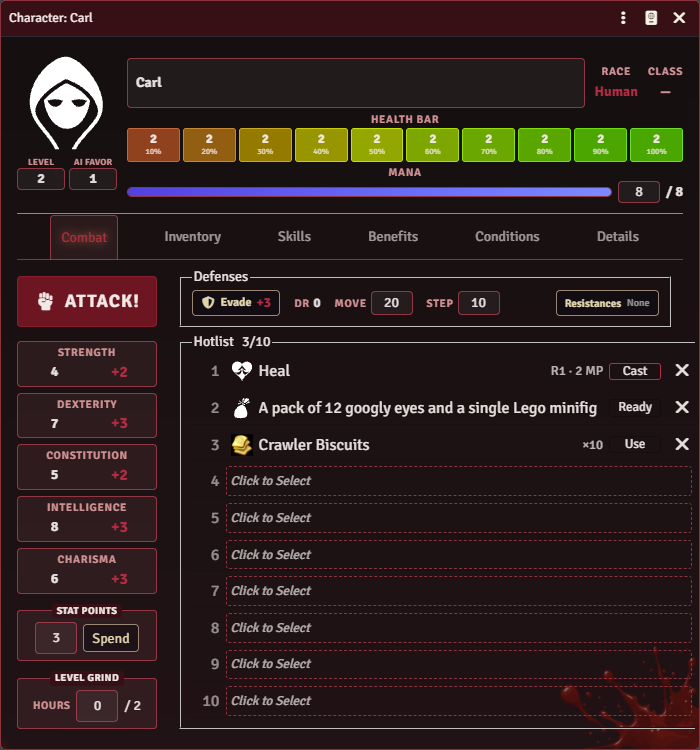 Character: Carl
Carl
RACE CLASS
Human —
HEALTH BAR
2 2 2 2 2 2 2 2 2 2
10% 20% 30% 40% 50% 60% 70% 80% 90% 100%
LEVEL AI FAVOR
2 1
MANA
8 / 8
Combat Inventory Skills Benefits Conditions Details
ATTACK!
Defenses
Evade +3 DR 0 MOVE 20 STEP 10 Resistances None
STRENGTH
4 +2
DEXTERITY
7 +3
CONSTITUTION
5 +2
INTELLIGENCE
8 +3
CHARISMA
6 +3
STAT POINTS
3 Spend
LEVEL GRIND
HOURS 0 / 2
Hotlist 3/10
1 Heal R1 · 2 MP Cast
2 A pack of 12 googly eyes and a single Lego minifig Ready
3 Crawler Biscuits ×10 Use
4 Click to Select
5 Click to Select
6 Click to Select
7 Click to Select
8 Click to Select
9 Click to Select
10 Click to Select